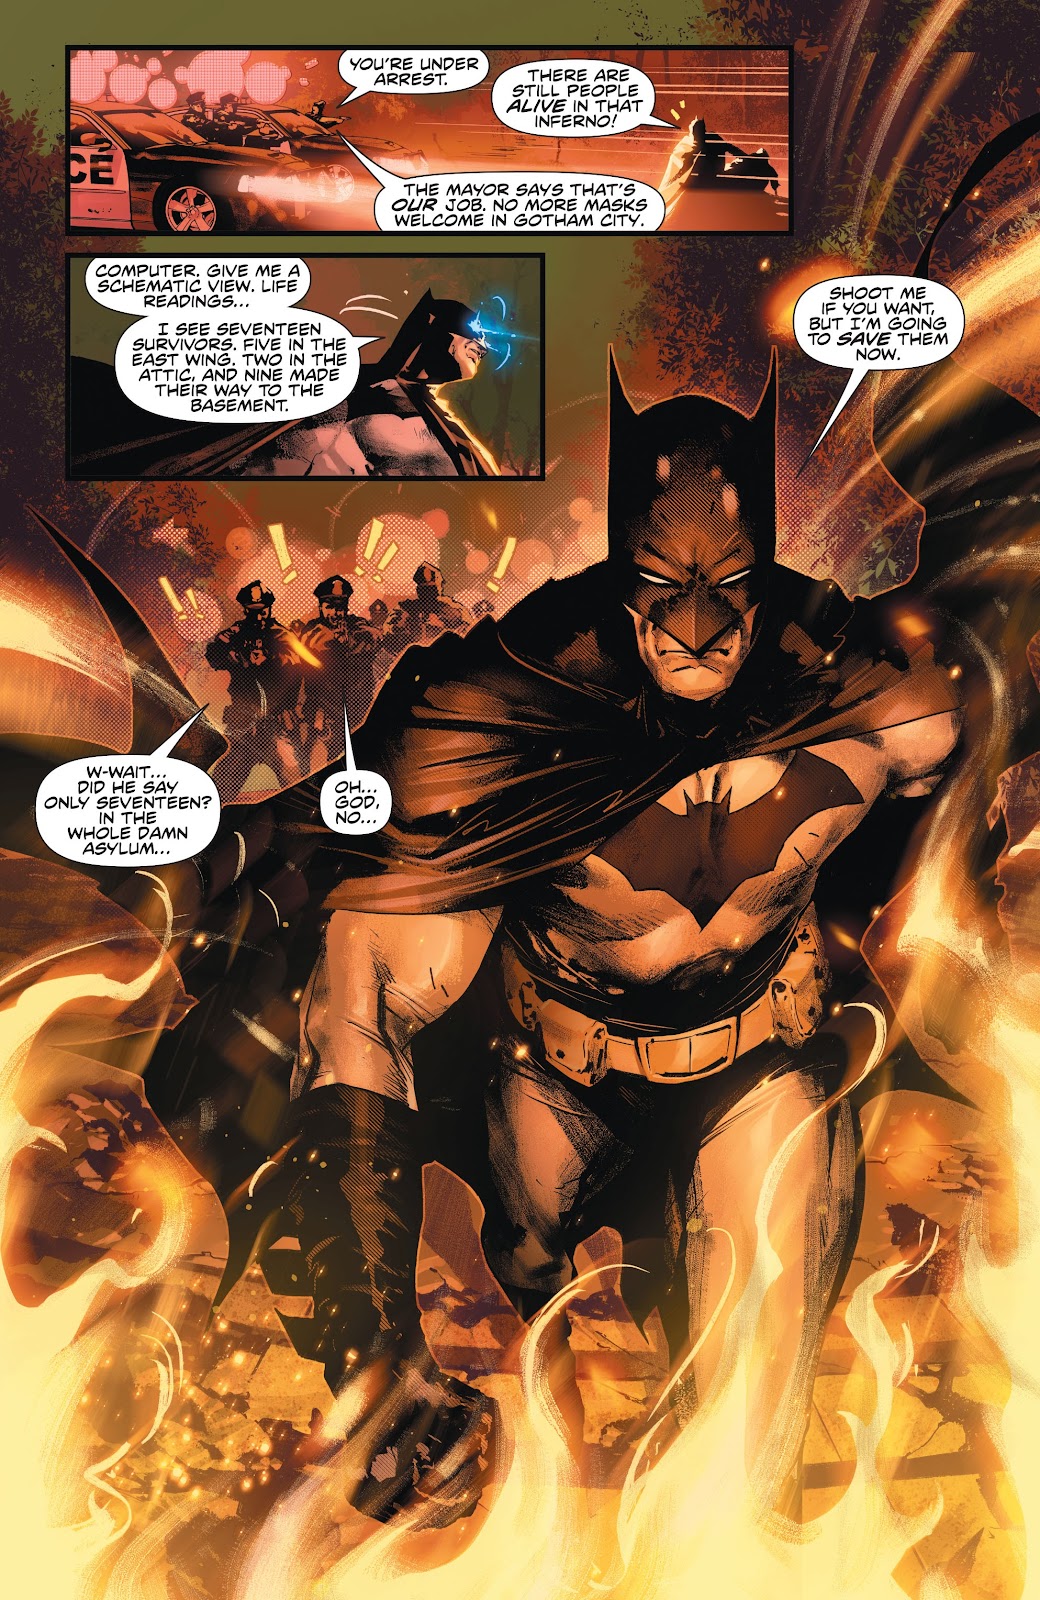 CE
YOU'RE UNDER
ARREST.
THERE ARE
STILL PEOPLE
ALIVE IN THAT
INFERNO!
THE MAYOR SAYS THAT'S
OUR JOB. NO MORE MASKS
WELCOME IN GOTHAM CITY.
COMPUTER. GIVE ME A
SCHEMATIC VIEW. LIFE
READINGS...
I SEE SEVENTEEN
SURVIVORS. FIVE IN THE
EAST WING. TWO IN THE
ATTIC, AND NINE MADE
THEIR WAY TO THE
BASEMENT.
SHOOT ME
IF YOU WANT,
BUT I'M GOING
TO SAVE THEM
NOW.
! !! !! !
W-WAIT...
DID HE SAY
ONLY SEVENTEEN?
IN THE
WHOLE DAMN
ASYLUM...
OH...
GOD,
NO...